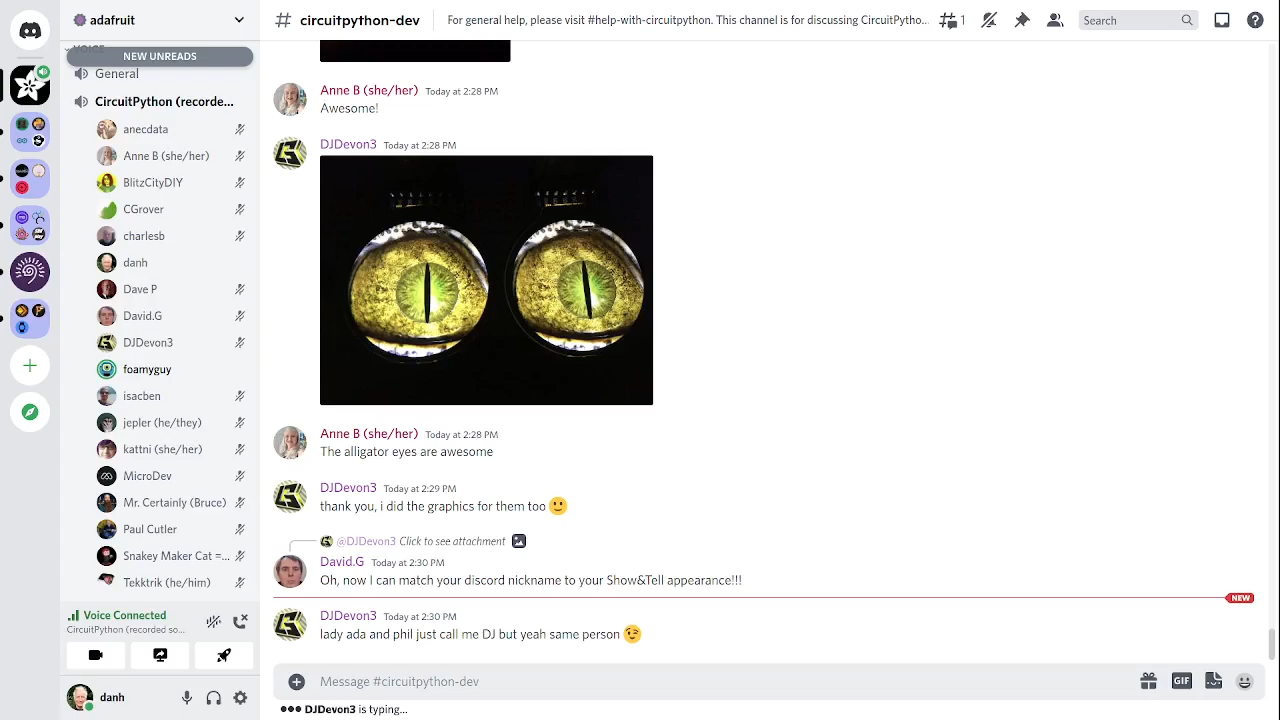 adafruit
circuitpython-dev
For general help, please visit #help-with-circuitpython. This channel is for discussing CircuitPytho...
1
Search
VOICE
NEW UNREADS
General
CircuitPython (recorde...
anecdata
Anne B (she/her)
BlitzCityDIY
CGrover
charlesb
danh
Dave P
David.G
DJDevon3
foamyguy
isacben
jepler (he/they)
kattni (she/her)
MicroDev
Mr. Certainly (Bruce)
Paul Cutler
Snakey Maker Cat =...
Tekktrik (he/him)
Voice Connected
CircuitPython (recorded so...
danh
Anne B (she/her) Today at 2:28 PM
Awesome!
DJDevon3 Today at 2:28 PM
Anne B (she/her) Today at 2:28 PM
The alligator eyes are awesome
DJDevon3 Today at 2:29 PM
thank you, i did the graphics for them too
@DJDevon3 Click to see attachment
David.G Today at 2:30 PM
Oh, now I can match your discord nickname to your Show&Tell appearance!!!
NEW
DJDevon3 Today at 2:30 PM
lady ada and phil just call me DJ but yeah same person
Message #circuitpython-dev
GIF
DJDevon3 is typing...